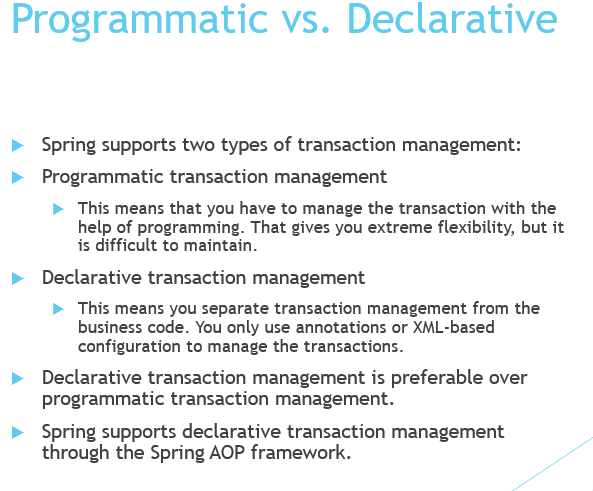 Programmatic vs. Declarative
Spring supports two types of transaction management:
Programmatic transaction management
This means that you have to manage the transaction with the
help of programming. That gives you extreme flexibility, but it
is difficult to maintain.
Declarative transaction management
This means you separate transaction management from the
business code. You only use annotations or XML-based
configuration to manage the transactions.
Declarative transaction management is preferable over
programmatic transaction management.
Spring supports declarative transaction management
through the Spring AOP framework.